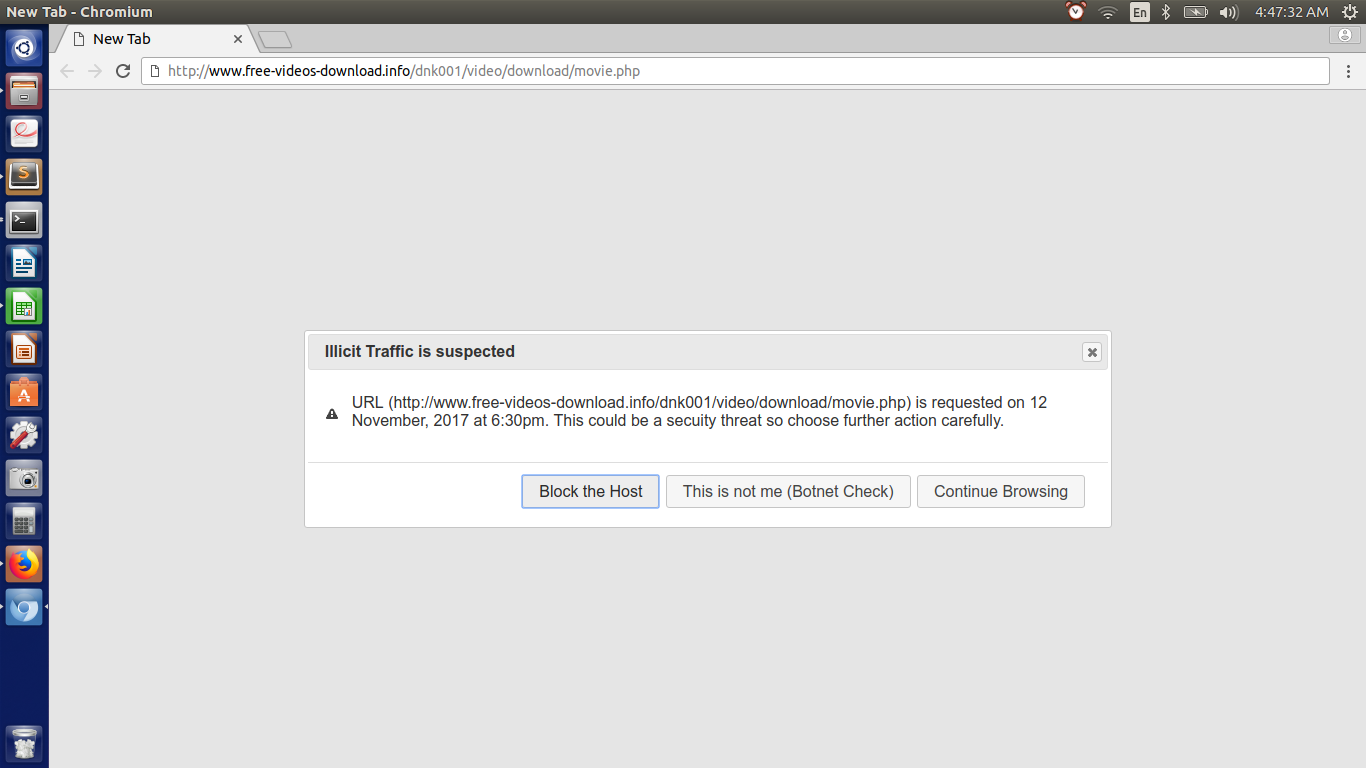 New Tab - Chromium
En
4:47:32 AM
New Tab
http://www.free-videos-download.info/dnk001/video/download/movie.php
Illicit Traffic is suspected
URL (http://www.free-videos-download.info/dnk001/video/download/movie.php) is requested on 12
November, 2017 at 6:30pm. This could be a secuity threat so choose further action carefully.
Block the Host
This is not me (Botnet Check)
Continue Browsing